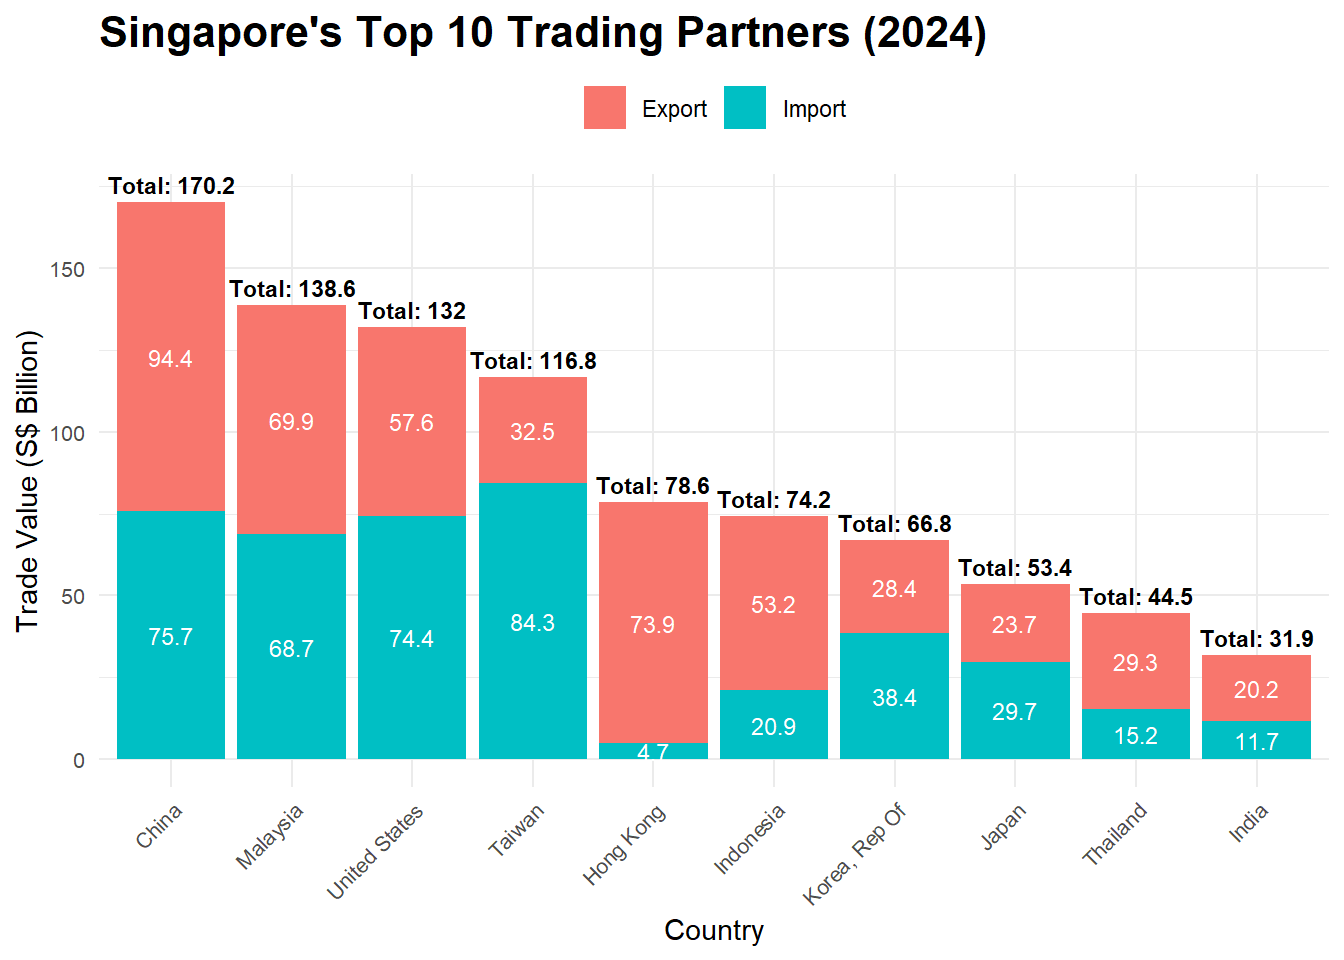 Singapore's Top 10 Trading Partners (2024)
Export Import
Trade Value (S$ Billion)
150
100
50
0
Total: 170.2
94.4
75.7
Total: 138.6
69.9
68.7
Total: 132
57.6
74.4
Total: 116.8
32.5
84.3
Total: 78.6
73.9
4.7
Total: 74.2
53.2
20.9
Total: 66.8
28.4
38.4
Total: 53.4
23.7
29.7
Total: 44.5
29.3
15.2
Total: 31.9
20.2
11.7
China
Malaysia
United States
Taiwan
Hong Kong
Indonesia
Korea, Rep Of
Japan
Thailand
India
Country